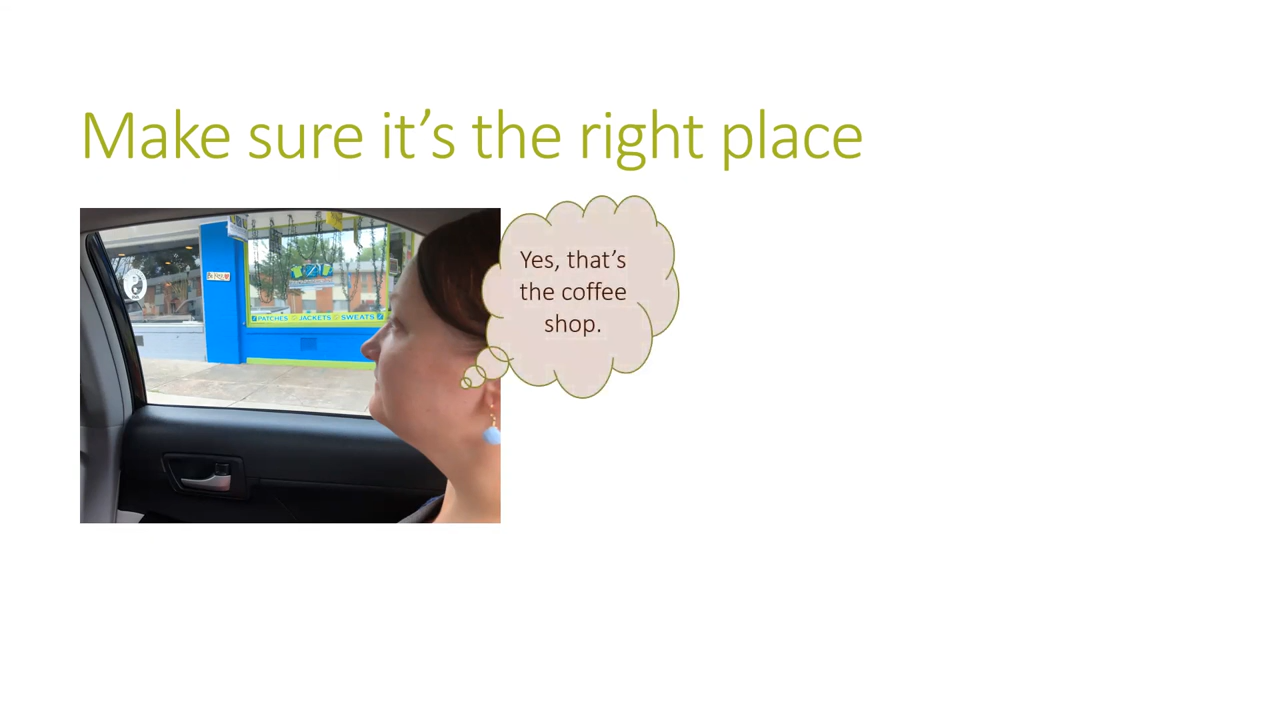 Make sure it’s the right place
Yes, that’s
the coffee
shop.
PATCHES JACKETS SWEATS